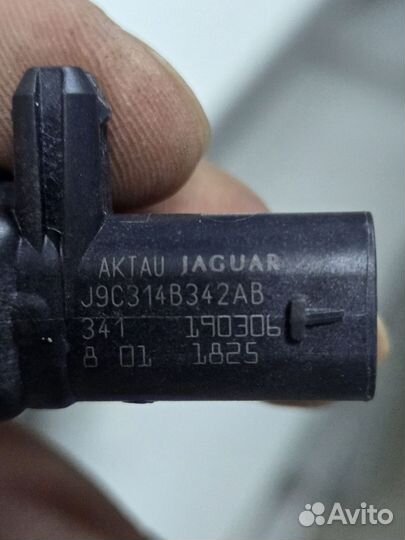 AKTAU JAGUAR
J9C314B342AB
341 190306
8 01 1825
Avito